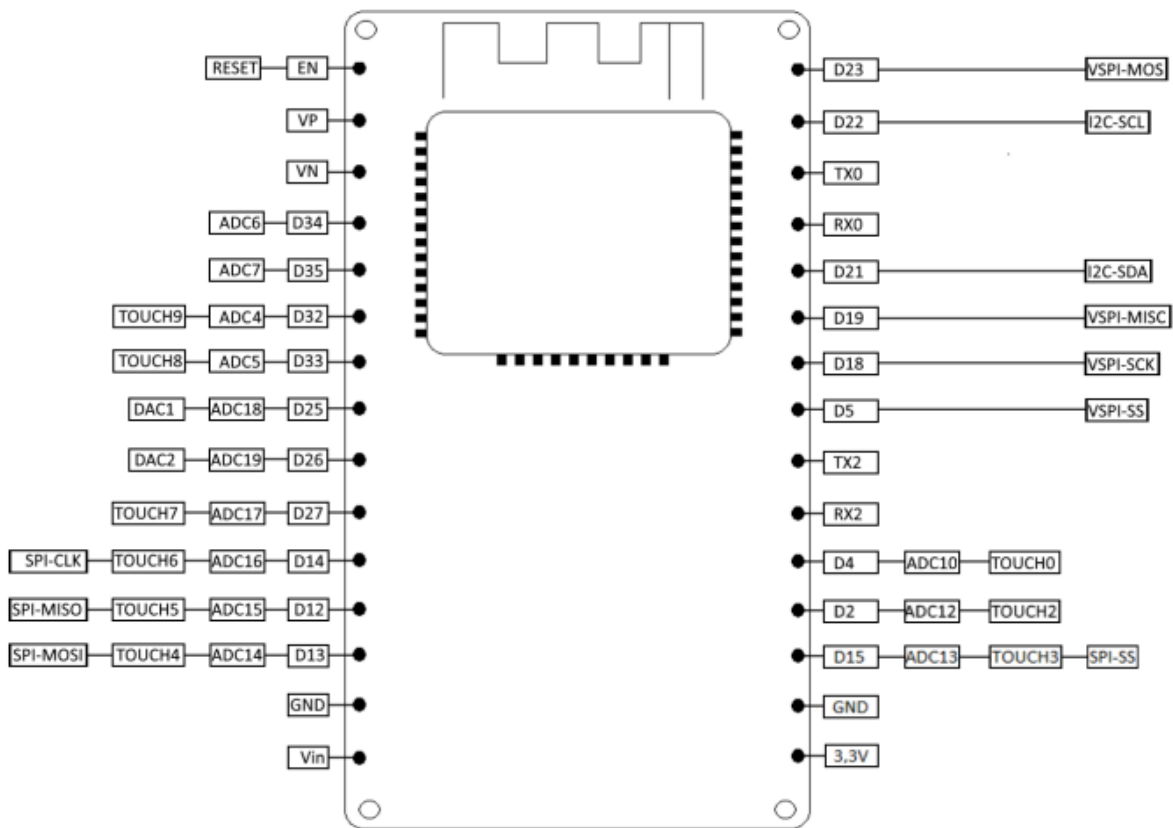 RESET EN D23 VSPI-MOS
VP D22 I2C-SCL
VN TX0
ADC6 D34 RX0
ADC7 D35 D21 I2C-SDA
TOUCH9 ADC4 D32 D19 VSPI-MISC
TOUCH8 ADC5 D33 D18 VSPI-SCK
DAC1 ADC18 D25 D5 VSPI-SS
DAC2 ADC19 D26 TX2
TOUCH7 ADC17 D27 RX2
SPI-CLK TOUCH6 ADC16 D14 D4 ADC10 TOUCH0
SPI-MISO TOUCH5 ADC15 D12 D2 ADC12 TOUCH2
SPI-MOSI TOUCH4 ADC14 D13 D15 ADC13 TOUCH3 SPI-SS
GND GND
Vin 3,3V